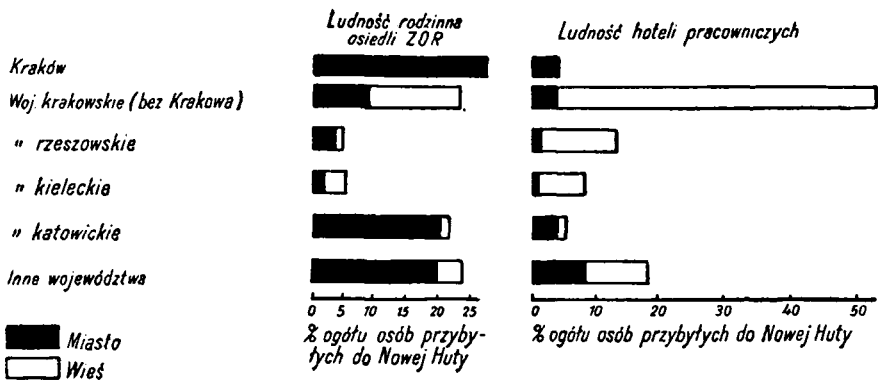 Ludność rodzinna
osiedli ZOR
Ludność hoteli pracowniczych
Kraków
Woj. krakowskie (bez Krakowa)
" rzeszowskie
" kieleckie
" katowickie
Inne województwa
0 5 10 15 20 25
0 10 20 30 40 50
% ogółu osób przyby-
łych do Nowej Huty
% ogółu osób przybyłych do Nowej Huty
Miasto
Wieś